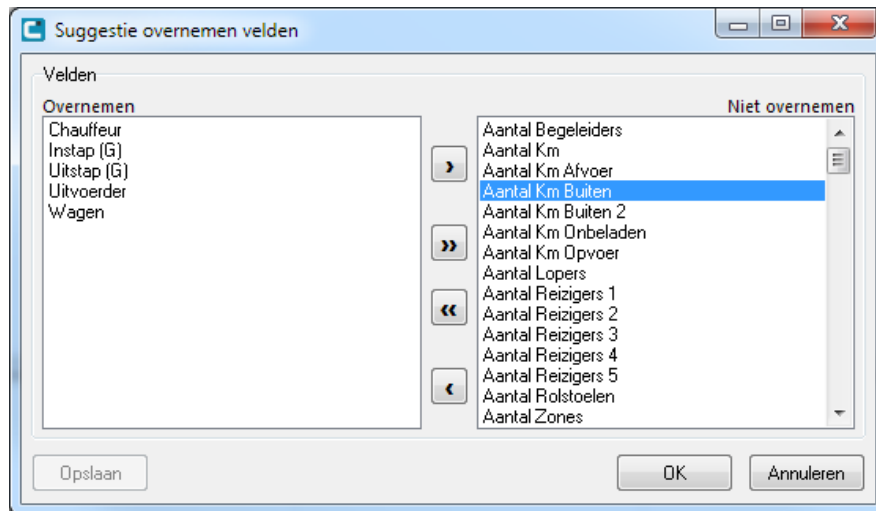 Suggestie overnemen velden
Velden
Overnemen
Niet overnemen
Chauffeur
Instap (G)
Uitstap (G)
Uitvoerder
Wagen
›
››
‹‹
‹
Aantal Begeleiders
Aantal Km
Aantal Km Afvoer
Aantal Km Buiten
Aantal Km Buiten 2
Aantal Km Onbeladen
Aantal Km Opvoer
Aantal Lopers
Aantal Reizigers 1
Aantal Reizigers 2
Aantal Reizigers 3
Aantal Reizigers 4
Aantal Reizigers 5
Aantal Rolstoelen
Aantal Zones
Opslaan
OK
Annuleren